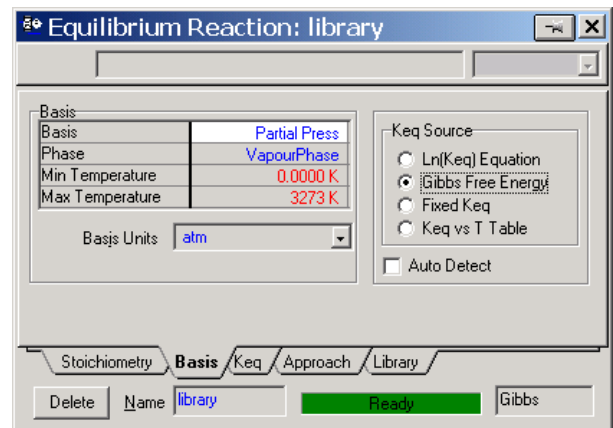 Equilibrium Reaction: library
Basis
Basis Partial Press
Phase VapourPhase
Min Temperature 0.0000 K
Max Temperature 3273 K
Basis Units atm
Keq Source
Ln(Keq) Equation
Gibbs Free Energy
Fixed Keq
Keq vs T Table
Auto Detect
Stoichiometry Basis Keq Approach Library
Delete Name library Ready Gibbs